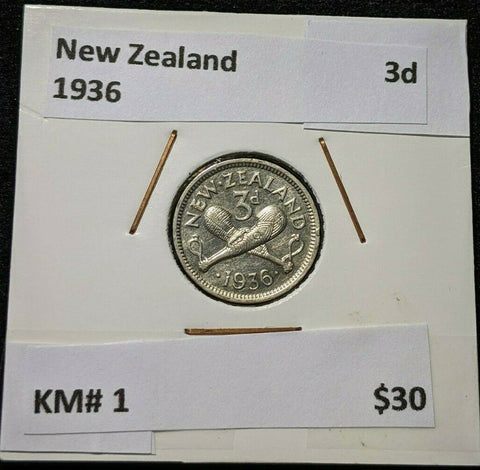 New Zealand
1936
3d
NEW·ZEALAND
3d
·1936·
KM# 1
$30